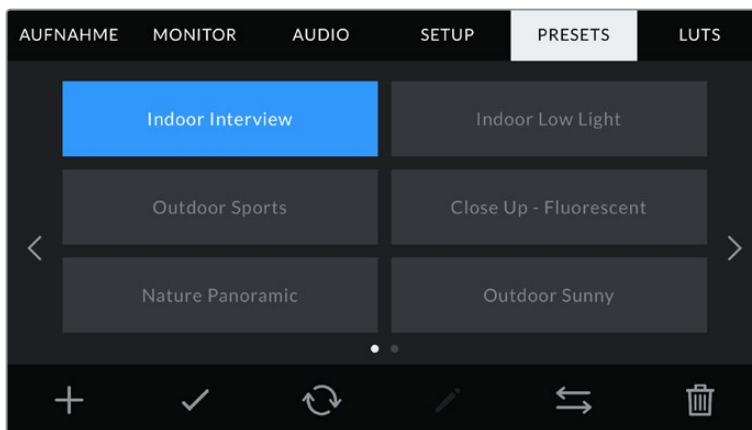 AUFNAHME MONITOR AUDIO SETUP PRESETS LUTS
Indoor Interview Indoor Low Light
Outdoor Sports Close Up - Fluorescent
Nature Panoramic Outdoor Sunny